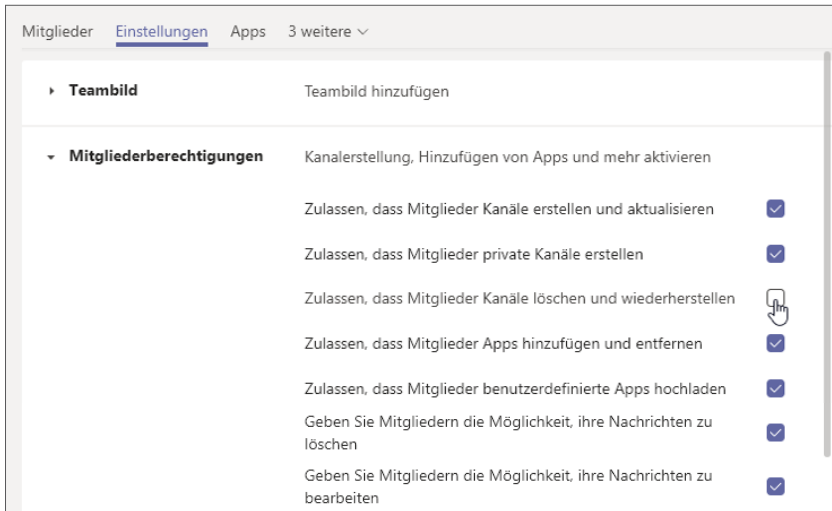 Mitglieder Einstellungen Apps 3 weitere
Teambild Teambild hinzufügen
Mitgliederberechtigungen Kanalerstellung, Hinzufügen von Apps und mehr aktivieren
Zulassen, dass Mitglieder Kanäle erstellen und aktualisieren
Zulassen, dass Mitglieder private Kanäle erstellen
Zulassen, dass Mitglieder Kanäle löschen und wiederherstellen
Zulassen, dass Mitglieder Apps hinzufügen und entfernen
Zulassen, dass Mitglieder benutzerdefinierte Apps hochladen
Geben Sie Mitgliedern die Möglichkeit, ihre Nachrichten zu
löschen
Geben Sie Mitgliedern die Möglichkeit, ihre Nachrichten zu
bearbeiten